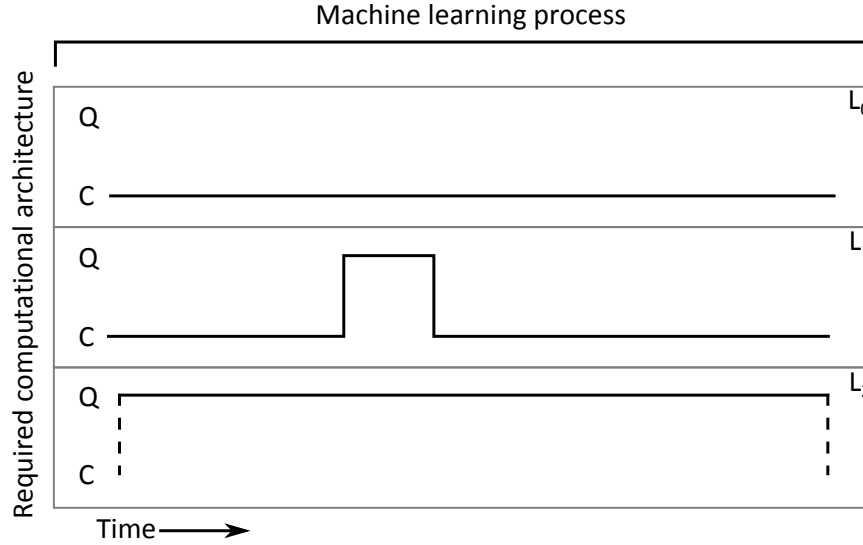 Machine learning process
Required computational architecture
Q
C
Q
C
Q
C
Time